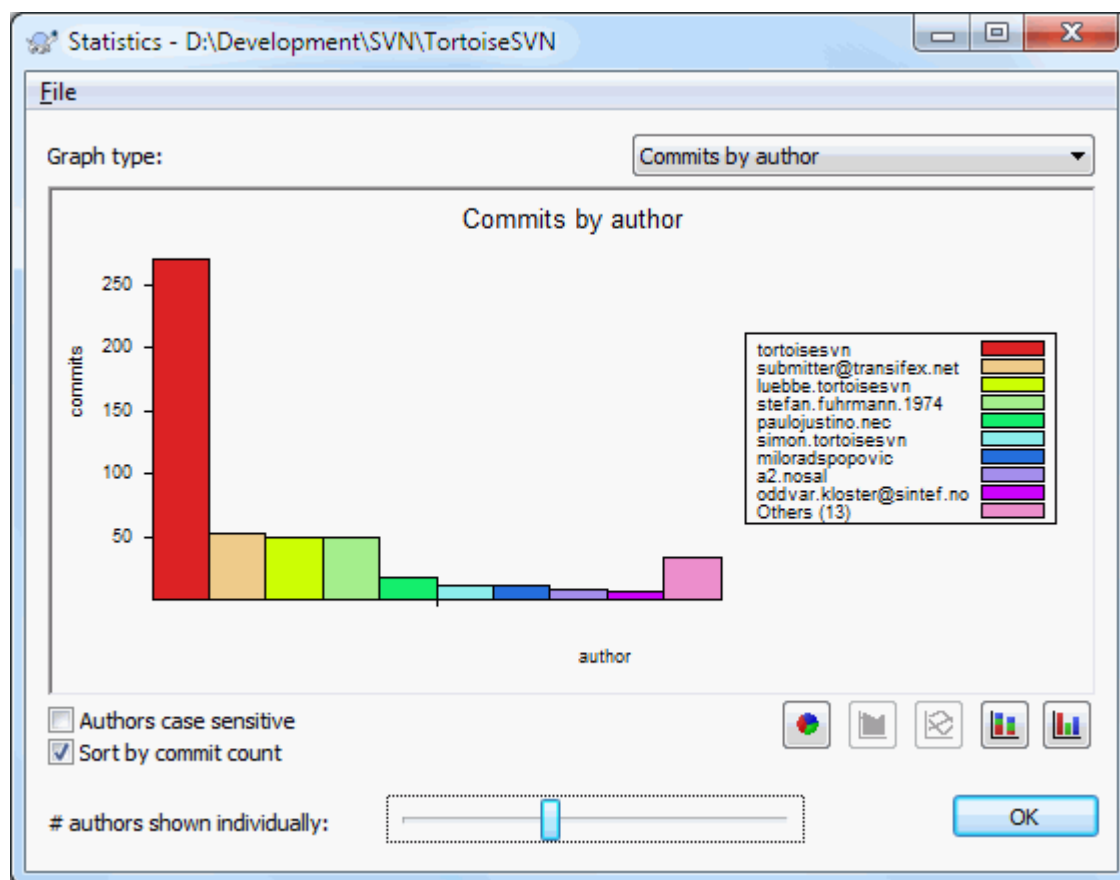 Statistics - D:\Development\SVN\TortoiseSVN
File
Graph type:
Commits by author
Commits by author
250
200
150
100
50
commits
author
tortoisesvn
submitter@transifex.net
luebbe.tortoisesvn
stefan.fuhrmann.1974
paulojustino.nec
simon.tortoisesvn
miloradspopovic
a2.nosal
oddvar.kloster@sintef.no
Others (13)
Authors case sensitive
Sort by commit count
# authors shown individually:
OK